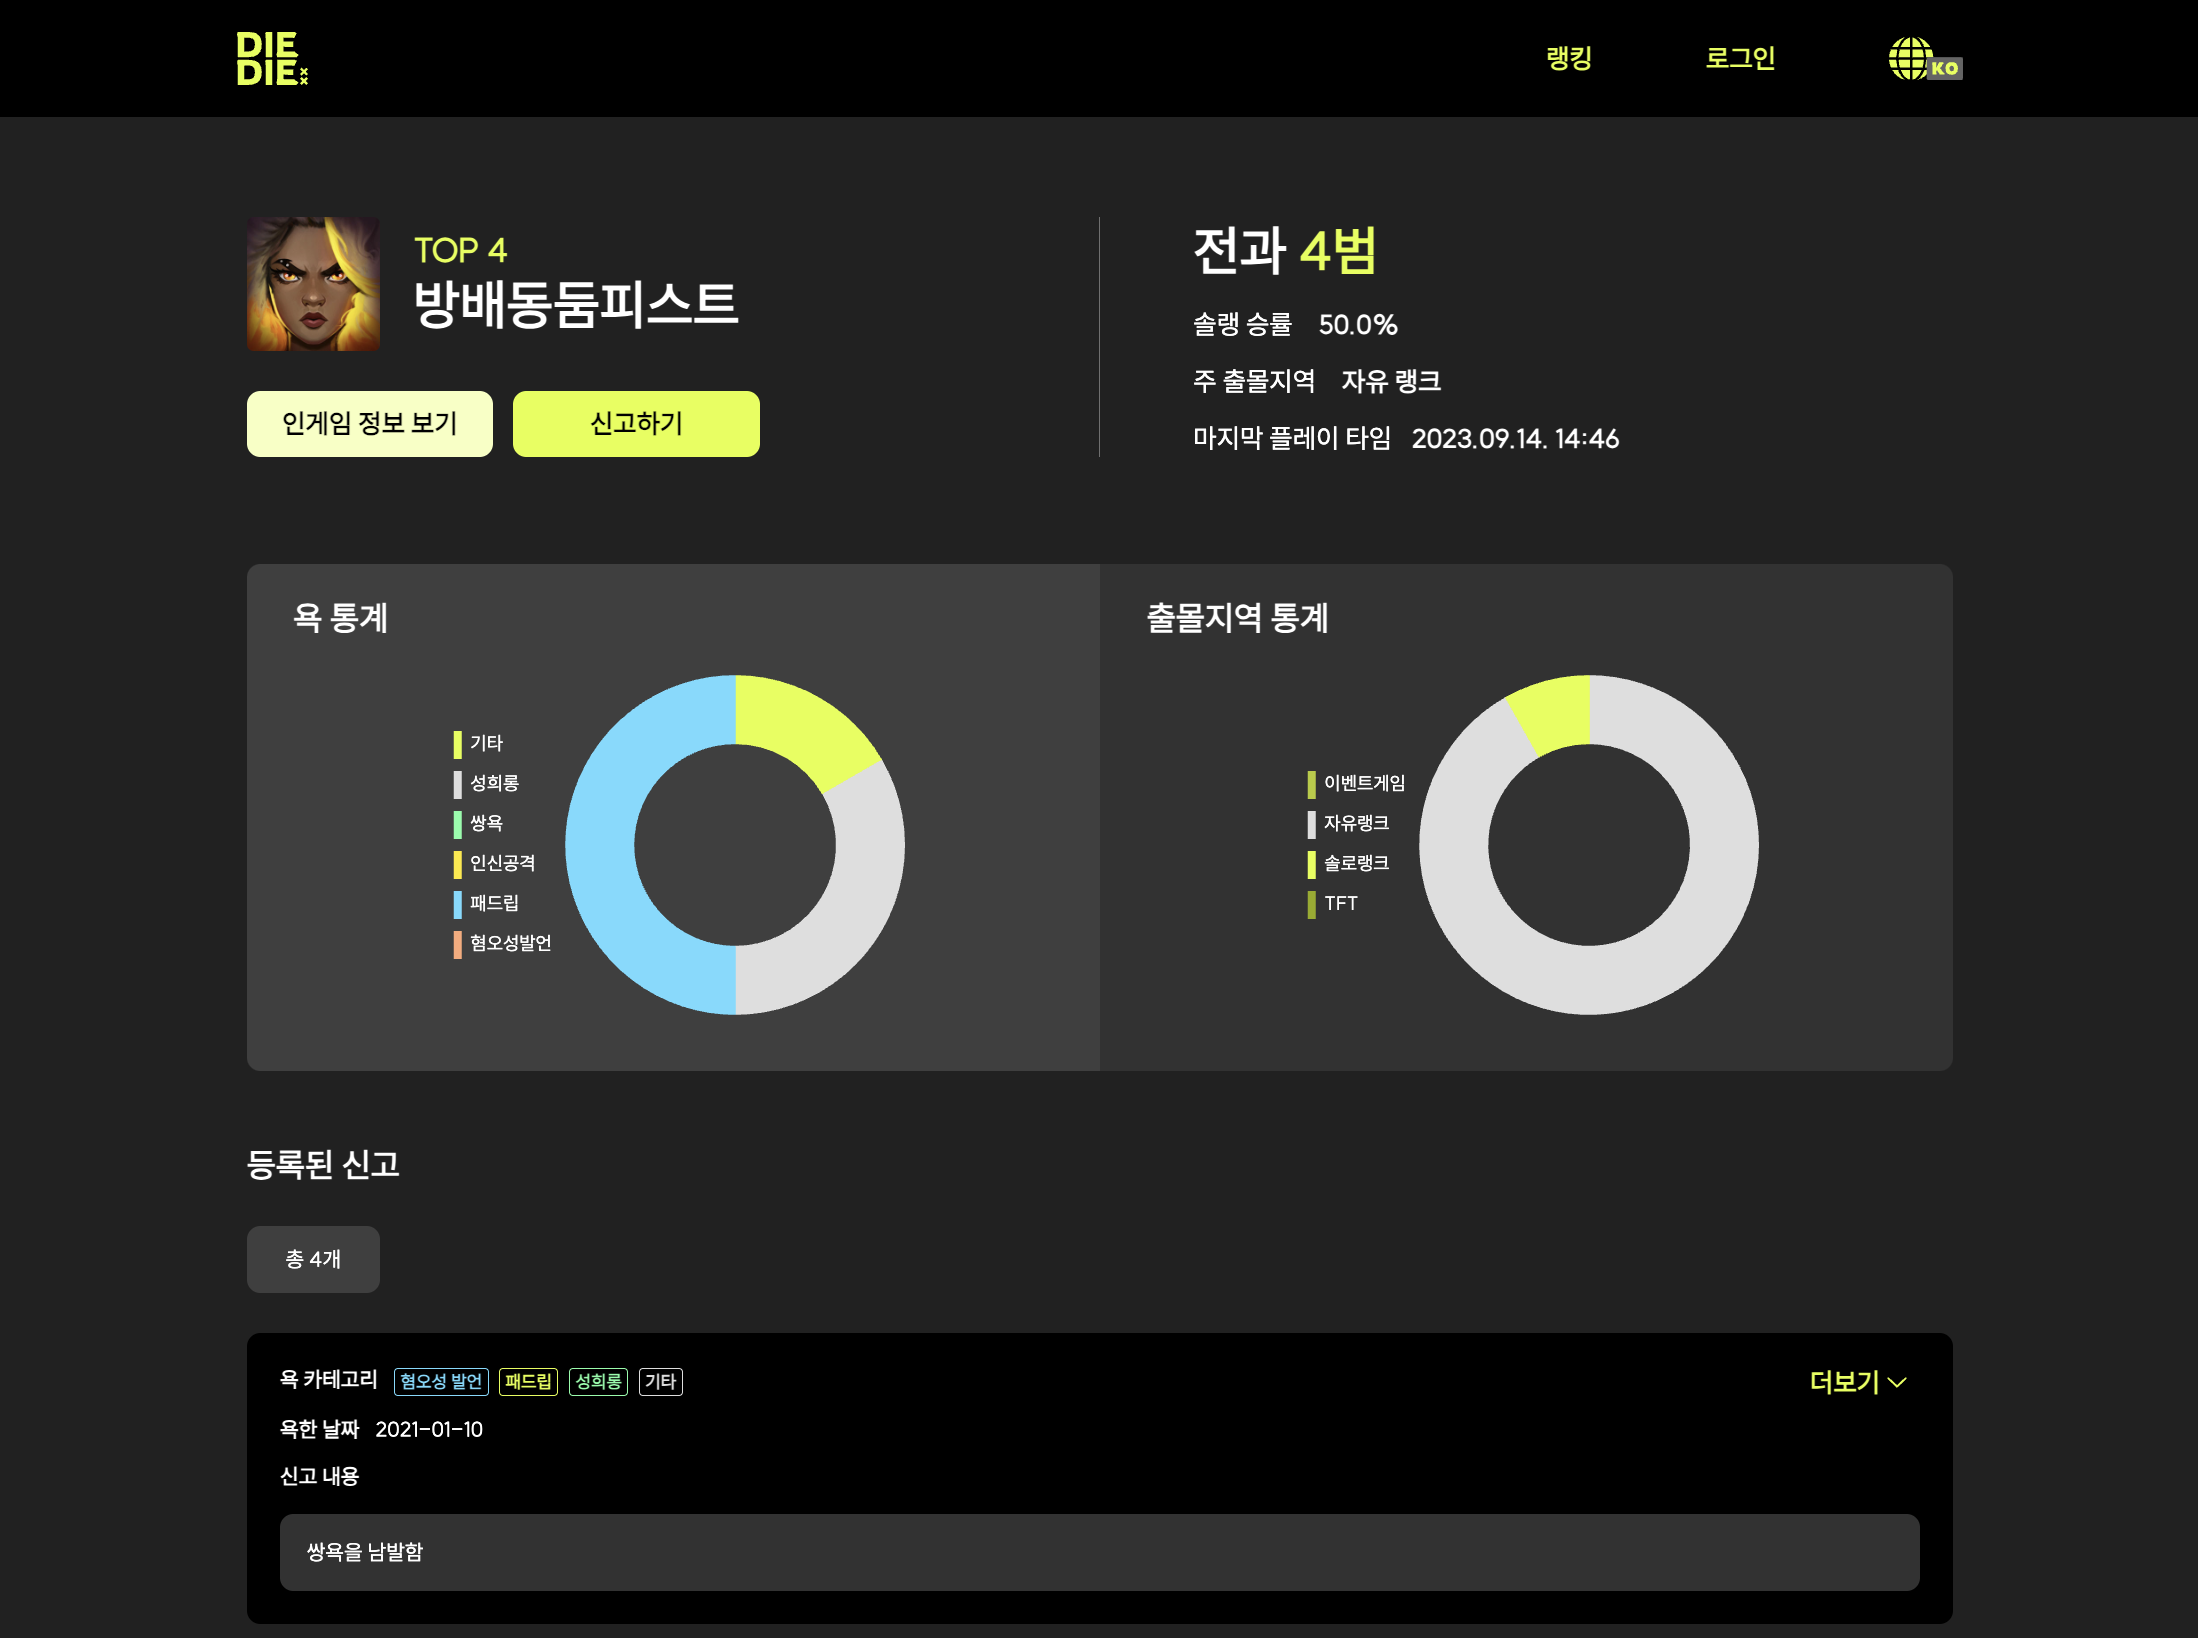 DIE
DIE
랭킹
로그인
KO
TOP 4
방배동둠피스트
인게임 정보 보기
신고하기
전과 4범
솔랭 승률 50.0%
주 출몰지역 자유 랭크
마지막 플레이 타임 2023.09.14. 14:46
욕 통계
기타
성희롱
쌍욕
인신공격
패드립
혐오성발언
출몰지역 통계
이벤트게임
자유랭크
솔로랭크
TFT
등록된 신고
총 4개
욕 카테고리 혐오성 발언 패드립 성희롱 기타
더보기
욕한 날짜 2021-01-10
신고 내용
쌍욕을 남발함